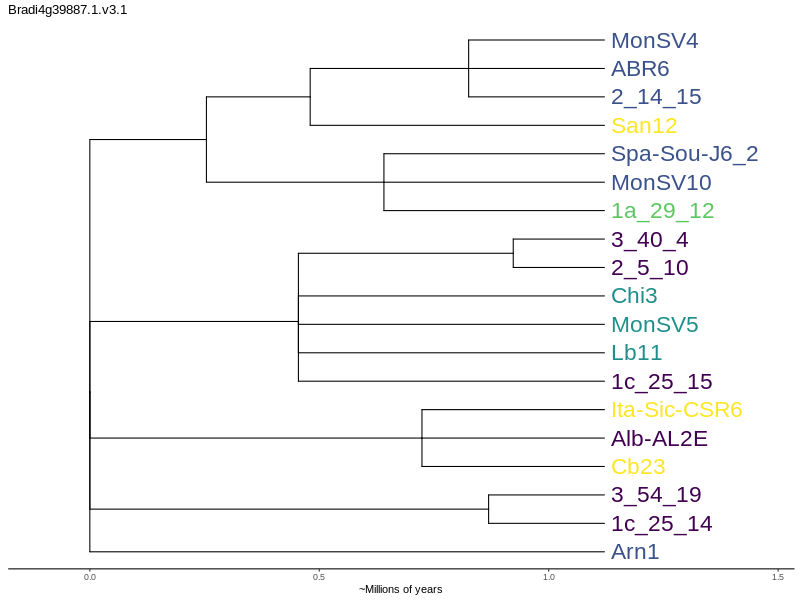 Bradi4g39887.1.v3.1
MonSV4
ABR6
2_14_15
San12
Spa-Sou-J6_2
MonSV10
1a_29_12
3_40_4
2_5_10
Chi3
MonSV5
Lb11
1c_25_15
Ita-Sic-CSR6
Alb-AL2E
Cb23
3_54_19
1c_25_14
Arn1
0.0 0.5 1.0 1.5
~Millions of years